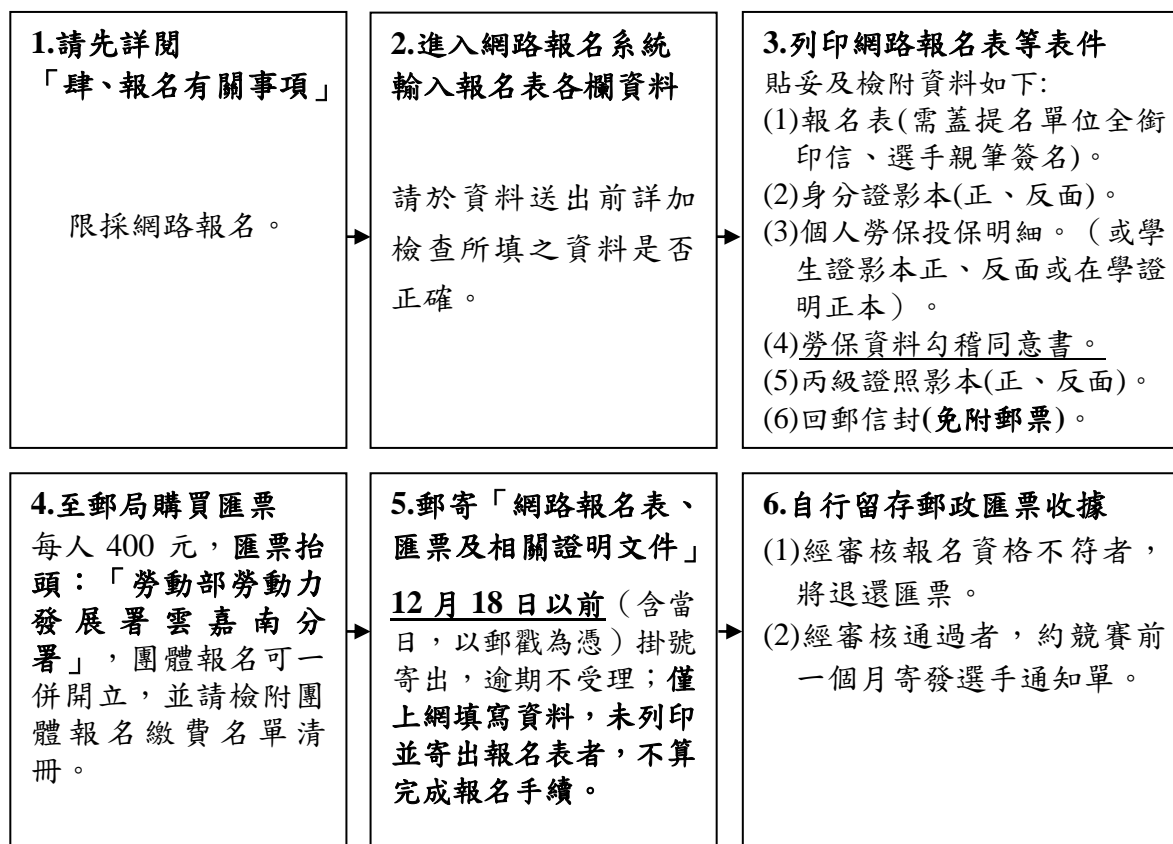 1.請先詳閱
「肆、報名有關事項」
限採網路報名。
2.進入網路報名系統
輸入報名表各欄資料
請於資料送出前詳加
檢查所填之資料是否
正確。
3.列印網路報名表等表件
貼妥及檢附資料如下:
(1)報名表(需蓋提名單位全銜
印信、選手親筆簽名)。
(2)身分證影本(正、反面)。
(3)個人勞保投保明細。（或學
生證影本正、反面或在學證
明正本）。
(4)勞保資料勾稽同意書。
(5)丙級證照影本(正、反面)。
(6)回郵信封(免附郵票)。
4.至郵局購買匯票
每人 400 元，匯票抬
頭：「勞動部勞動力
發展署雲嘉南分
署」，團體報名可一
併開立，並請檢附團
體報名繳費名單清
冊。
5.郵寄「網路報名表、
匯票及相關證明文件」
12 月 18 日以前（含當
日，以郵戳為憑）掛號
寄出，逾期不受理；僅
上網填寫資料，未列印
並寄出報名表者，不算
完成報名手續。
6.自行留存郵政匯票收據
(1)經審核報名資格不符者，
將退還匯票。
(2)經審核通過者，約競賽前
一個月寄發選手通知單。